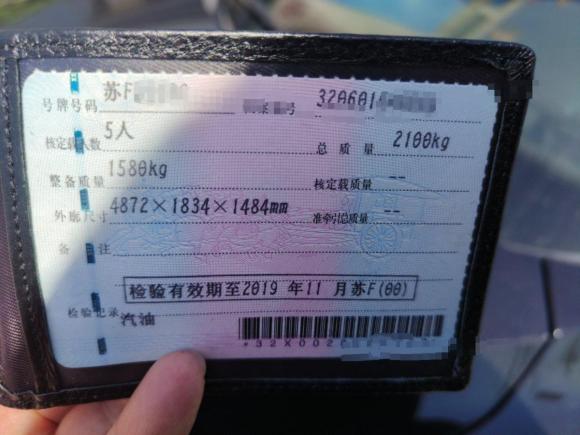 号牌号码 苏F
320601
核定载人数 5人 总质量 2100kg
整备质量 1580kg 核定载质量 --
外廓尺寸 4872×1834×1484mm 准牵引总质量 --
备注
检验有效期至2019 年11 月苏F(00)
检验记录 汽油
*32X002